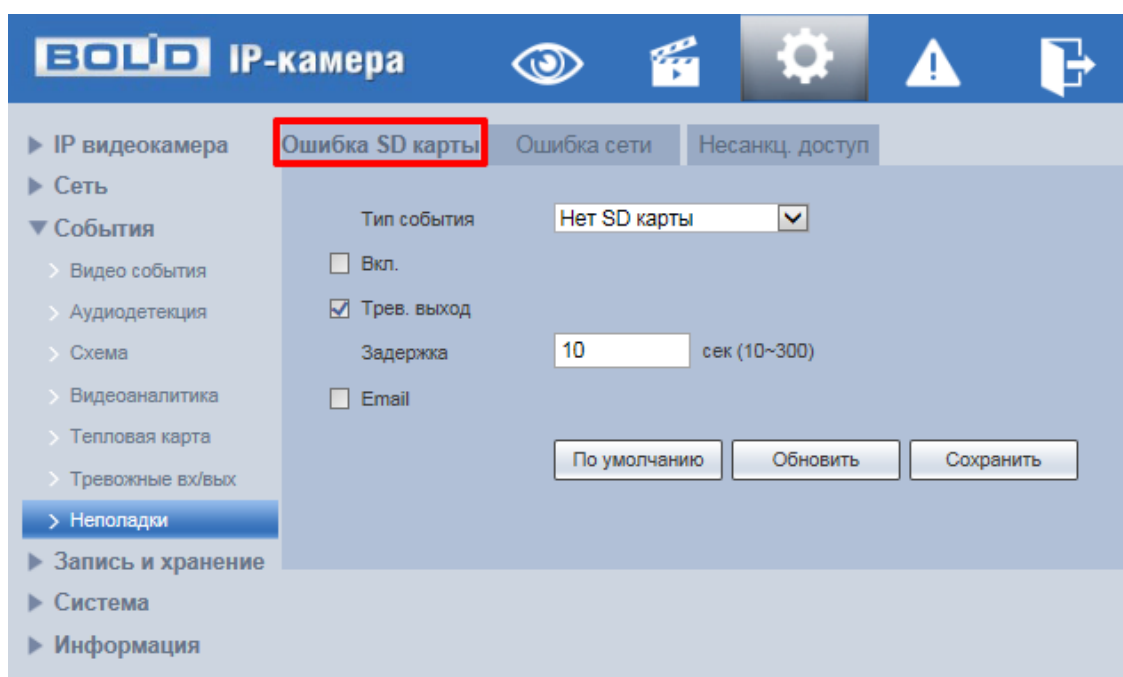 BOLID IP-камера
IP видеокамера
Сеть
События
Видео события
Аудиодетекция
Схема
Видеоаналитика
Тепловая карта
Тревожные вх/вых
Неполадки
Запись и хранение
Система
Информация
Ошибка SD карты Ошибка сети Несанкц. доступ
Тип события Нет SD карты
Вкл.
Трев. выход
Задержка 10 сек (10~300)
Email
По умолчанию Обновить Сохранить